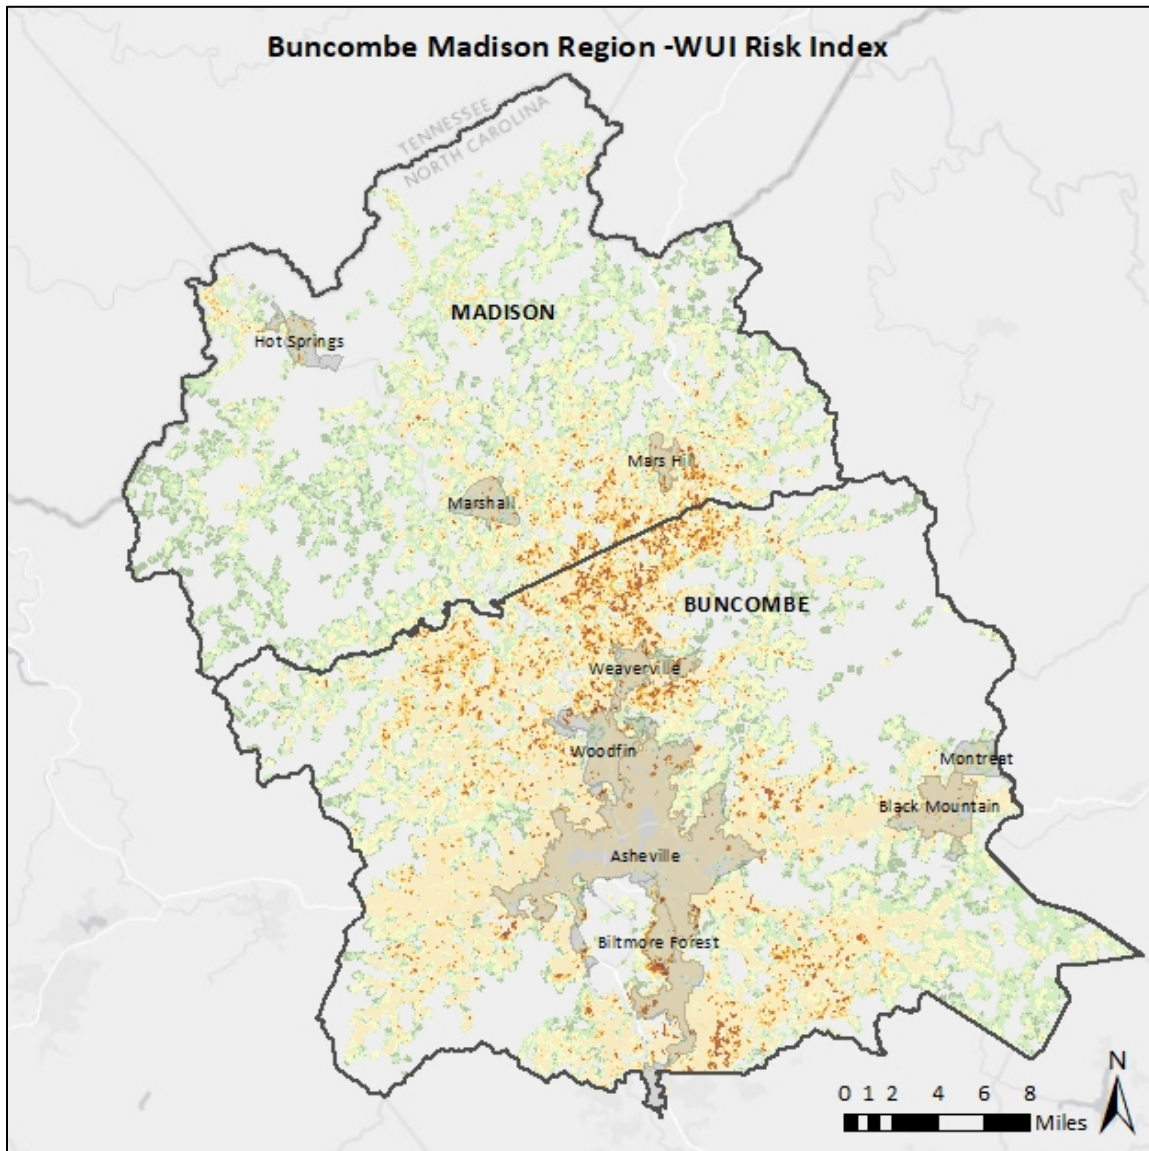 Buncombe Madison Region -WUI Risk Index
TENNESSEE
NORTH CAROLINA
MADISON
Hot Springs
Mars Hill
Marshall
BUNCOMBE
Weaverville
Woodfin
Montreat
Black Mountain
Asheville
Biltmore Forest
N
0 1 2 4 6 8
Miles